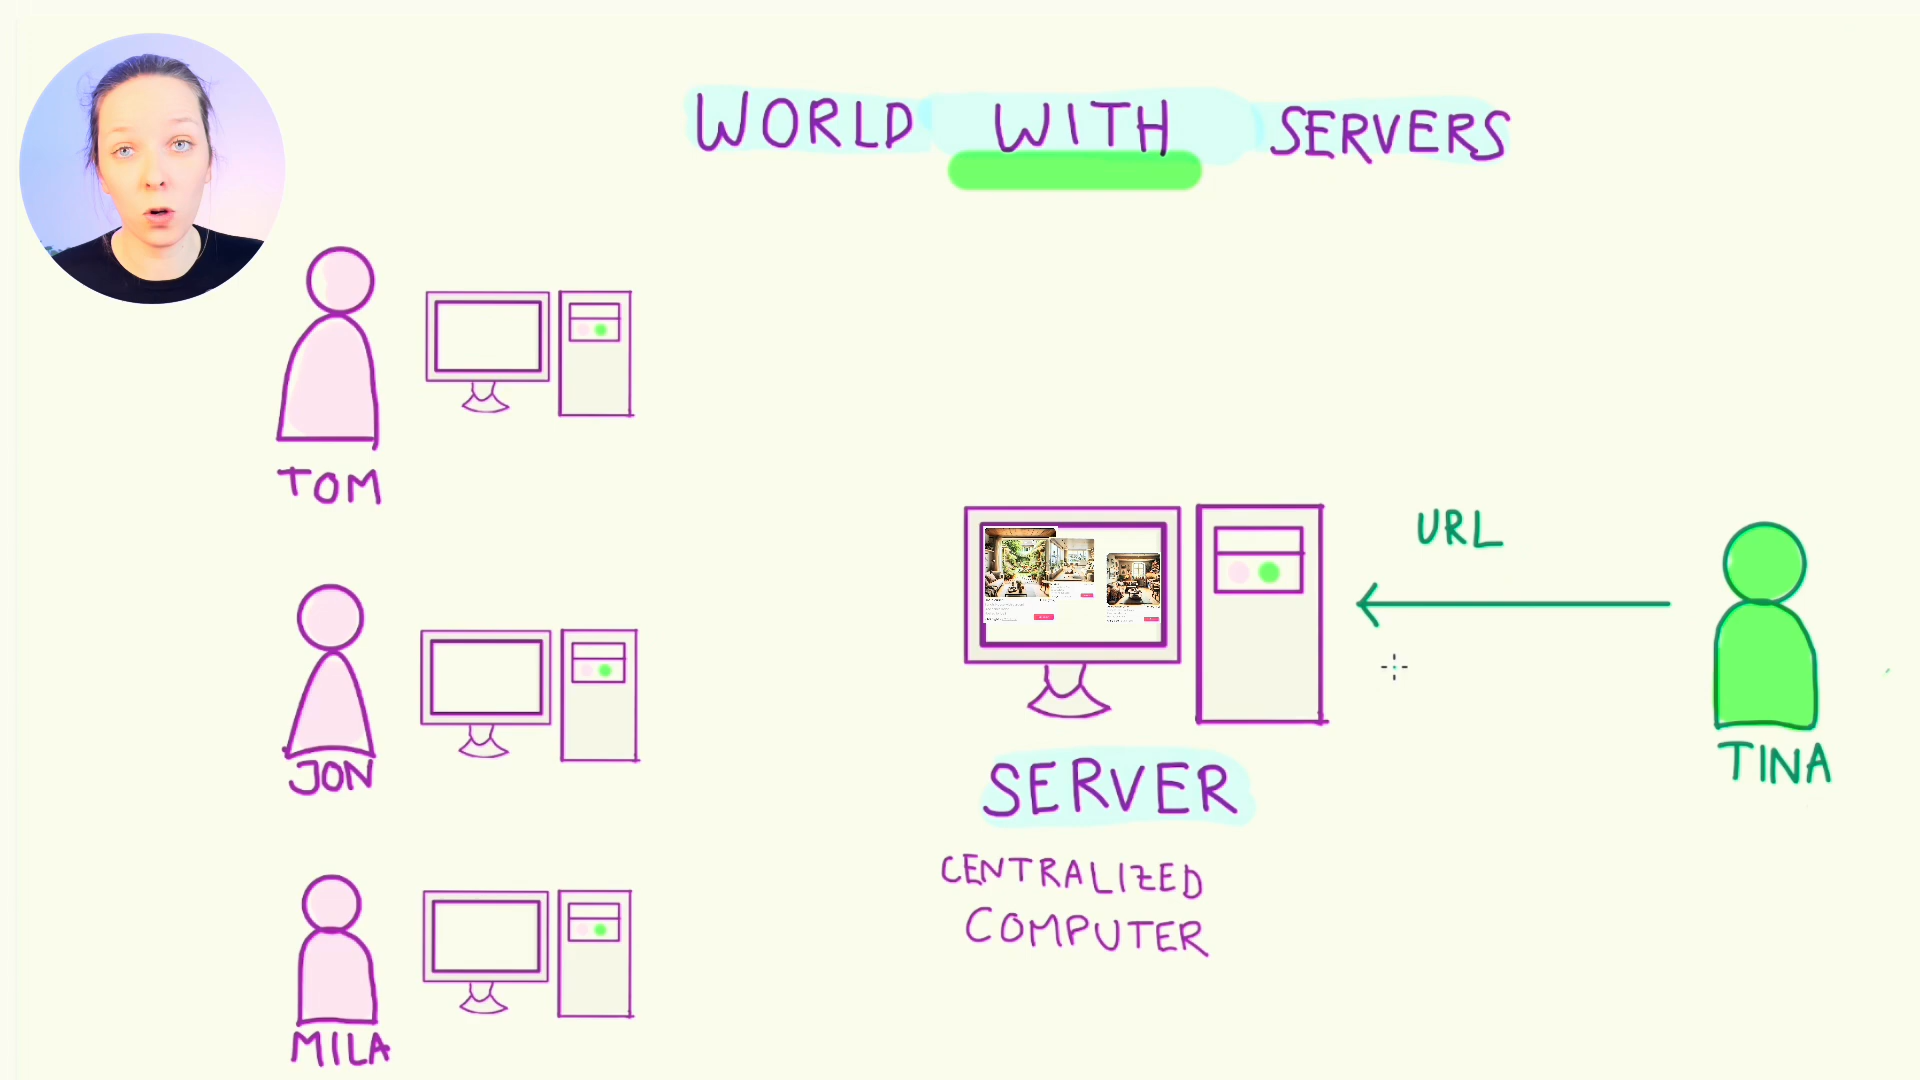 WORLD WITH SERVERS
TOM
JON
MILA
SERVER
CENTRALIZED
COMPUTER
URL
TINA